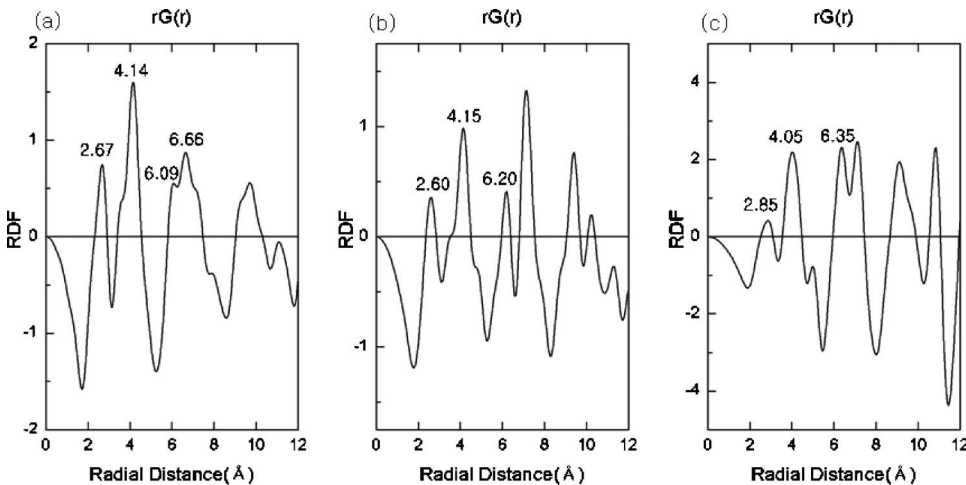 (a)
rG(r)
2
1
0
-1
-2
RDF
2.67
4.14
6.09
6.66
0 2 4 6 8 10 12
Radial Distance( Å )
(b)
rG(r)
1
0
-1
RDF
2.60
4.15
6.20
0 2 4 6 8 10 12
Radial Distance( Å )
(c)
rG(r)
4
2
0
-2
-4
RDF
2.85
4.05
6.35
0 2 4 6 8 10 12
Radial Distance( Å )